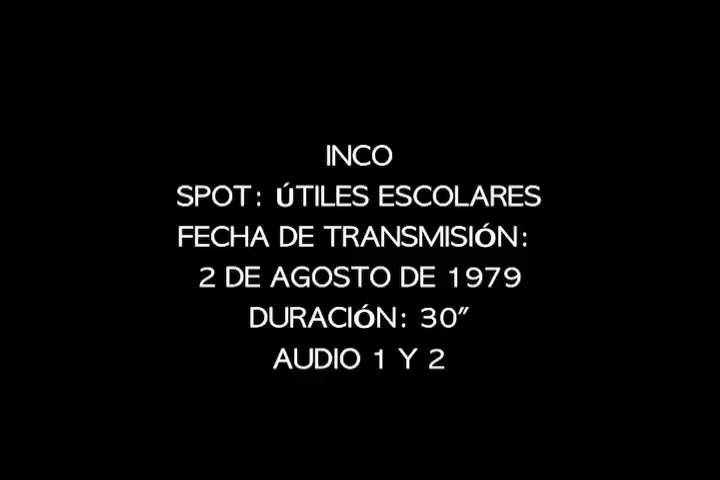 INCO
SPOT: ÚTILES ESCOLARES
FECHA DE TRANSMISIÓN:
2 DE AGOSTO DE 1979
DURACIÓN: 30"
AUDIO 1 Y 2